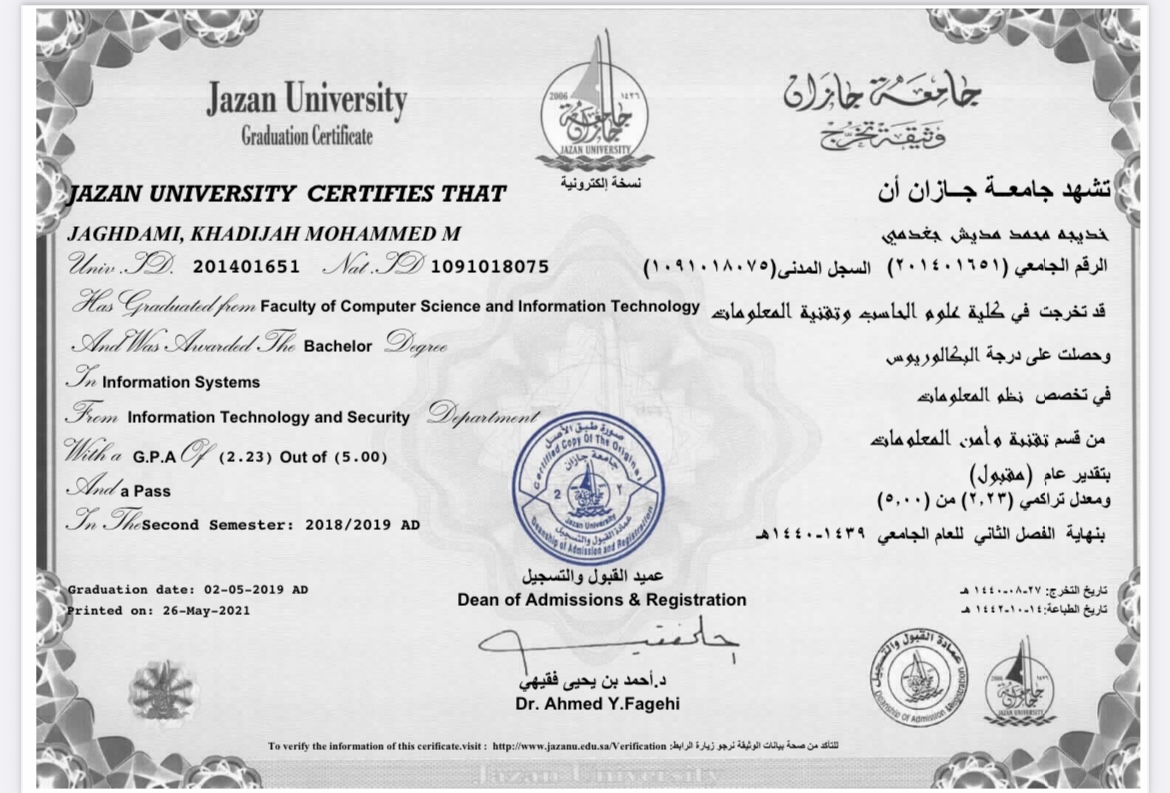 Jazan University
Graduation Certificate
2006
١٤٢٦
جامعة جازان
JAZAN UNIVERSITY
نسخة إلكترونية
جامعة جازان
وثيقة تخرج
JAZAN UNIVERSITY CERTIFIES THAT
تشهد جامعــة جــازان أن
JAGHDAMI, KHADIJAH MOHAMMED M
خديجه محمد مديش جغدمي
Univ .ID. 201401651 Nat .ID 1091018075
الرقم الجامعي (٢٠١٤٠١٦٥١) السجل المدنى(١٠٩١٠١٨٠٧٥)
Has Graduated from Faculty of Computer Science and Information Technology
قد تخرجت في كلية علوم الحاسب وتقنية المعلومات
And Was Awarded The Bachelor Degree
وحصلت على درجة البكالوريوس
In Information Systems
في تخصص نظم المعلومات
From Information Technology and Security Department
من قسم تقنية وأمن المعلومات
With a G.P.A Of (2.23) Out of (5.00)
بتقدير عام (مقبول)
And a Pass
ومعدل تراكمي (٢,٢٣) من (٥,٠٠)
In The Second Semester: 2018/2019 AD
بنهاية الفصل الثاني للعام الجامعي ١٤٣٩-١٤٤٠هـ
صورة طبق الأصل
Certified Copy Of The Original
جامعة جازان
2 ٢
Jazan University
عمادة القبول والتسجيل
Deanship of Admission and Registration
Graduation date: 02-05-2019 AD
Printed on: 26-May-2021
تاريخ التخرج: ٢٧-٠٨-١٤٤٠ هـ
تاريخ الطباعة:١٤-١٠-١٤٤٢ هـ
عميد القبول والتسجيل
Dean of Admissions & Registration
د.أحمد بن يحيى فقيهي
Dr. Ahmed Y.Fagehi
عمادة القبول والتسجيل
Deanship Of Admission Registration
جامعة جازان
JAZAN UNIVERSITY
To verify the information of this cerificate.visit : http://www.jazanu.edu.sa/Verification للتأكد من صحة بيانات الوثيقة نرجو زيارة الرابط:
Jazan University